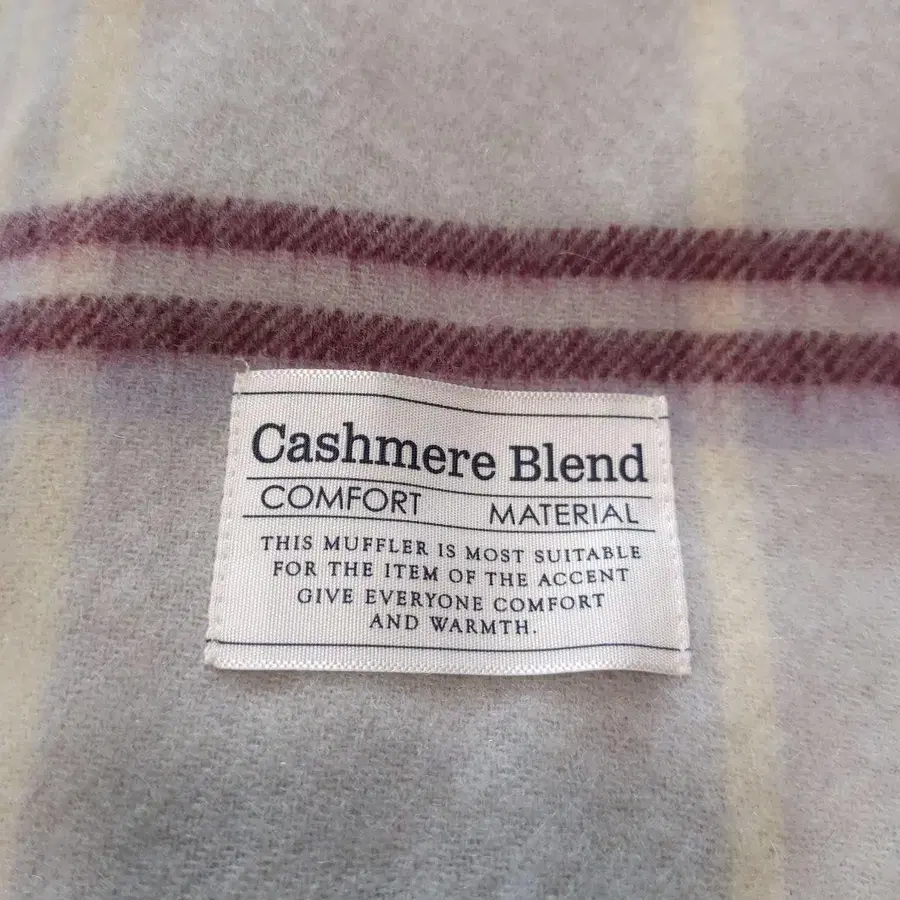 Cashmere Blend
COMFORT MATERIAL
THIS MUFFLER IS MOST SUITABLE
FOR THE ITEM OF THE ACCENT
GIVE EVERYONE COMFORT
AND WARMTH.